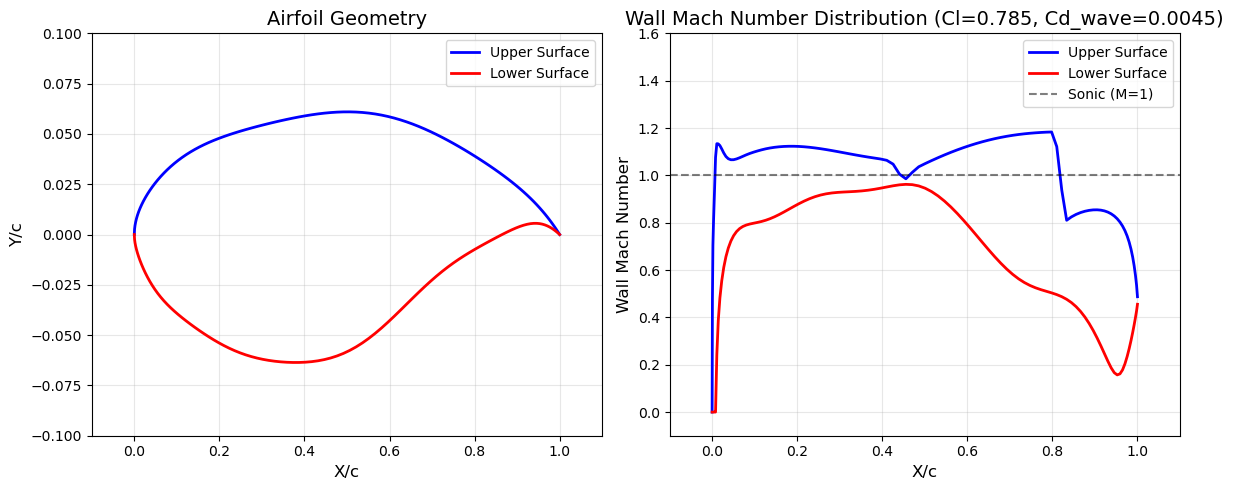 Airfoil Geometry
Upper Surface
Lower Surface
0.100
0.075
0.050
0.025
0.000
−0.025
−0.050
−0.075
−0.100
Y/c
0.0
0.2
0.4
0.6
0.8
1.0
X/c
Wall Mach Number Distribution (Cl=0.785, Cd_wave=0.0045)
Upper Surface
Lower Surface
Sonic (M=1)
1.6
1.4
1.2
1.0
0.8
0.6
0.4
0.2
0.0
Wall Mach Number
0.0
0.2
0.4
0.6
0.8
1.0
X/c